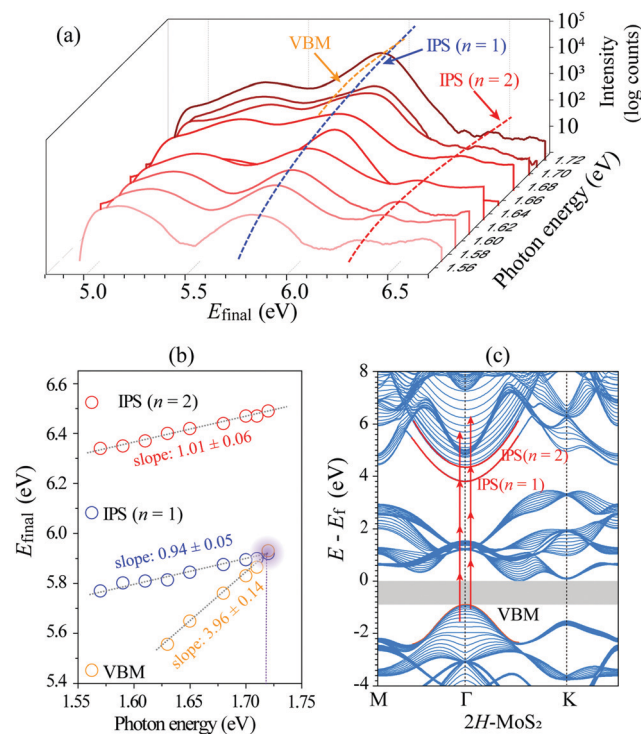 (a)
VBM
IPS (n = 1)
IPS (n = 2)
10⁵
10⁴
10³
10²
10
Intensity
(log counts)
1.72
1.70
1.68
1.66
1.64
1.62
1.60
1.58
1.56
Photon energy (eV)
5.0 5.5 6.0 6.5
E_final (eV)
(b)
6.6
6.4
6.2
6.0
5.8
5.6
5.4
E_final (eV)
IPS (n = 2)
slope: 1.01 ± 0.06
IPS (n = 1)
slope: 0.94 ± 0.05
slope: 3.96 ± 0.14
VBM
1.55 1.60 1.65 1.70 1.75
Photon energy (eV)
(c)
8
6
4
2
0
-2
-4
E - E_f (eV)
IPS(n = 2)
IPS(n = 1)
VBM
M Γ K
2H-MoS₂